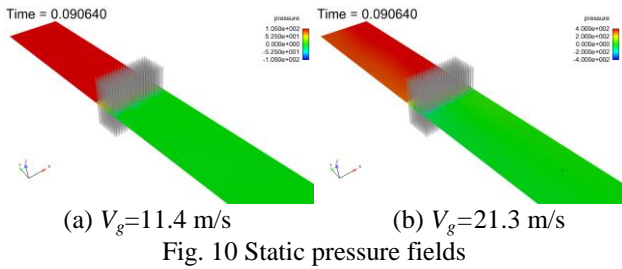 Time = 0.090640
pressure
1.050e+002
5.250e+001
0.000e+000
-5.250e+001
-1.050e+002
Time = 0.090640
pressure
4.000e+002
2.000e+002
0.000e+000
-2.000e+002
-4.000e+002
(a) Vg=11.4 m/s
(b) Vg=21.3 m/s
Fig. 10 Static pressure fields